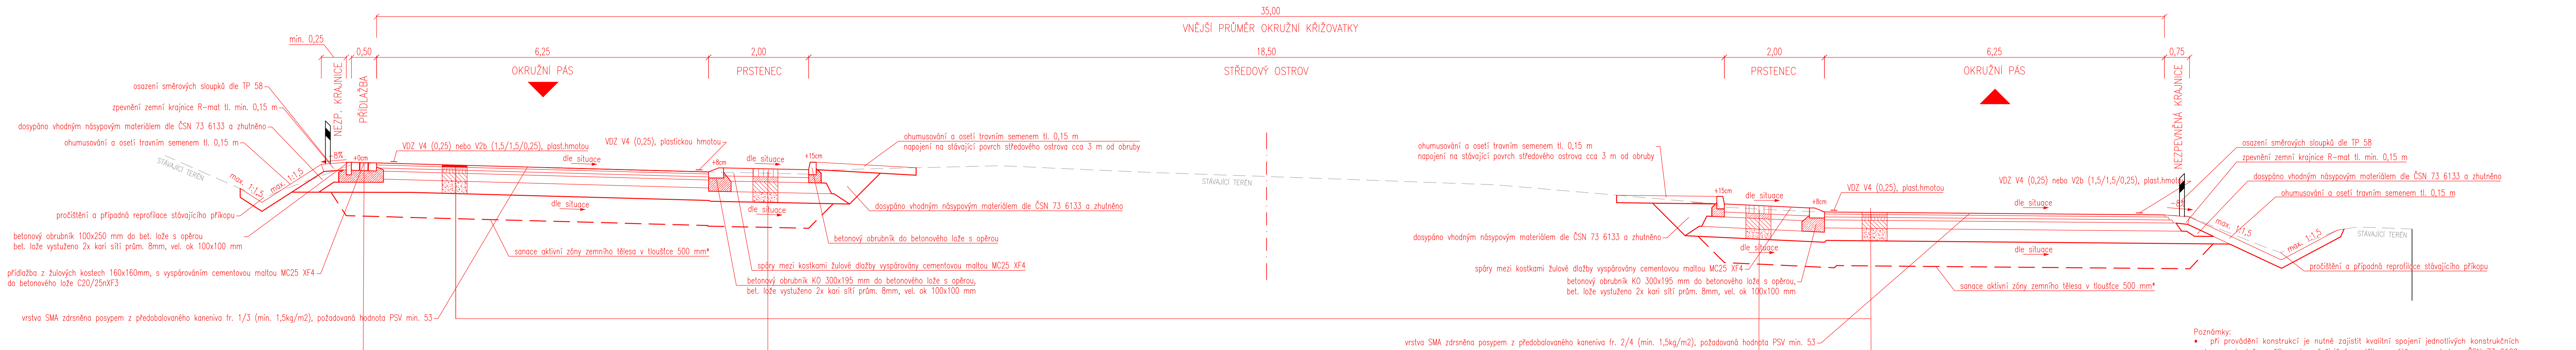 35,00
VNĚJŠÍ PRŮMĚR OKRUŽNÍ KŘIŽOVATKY
min. 0,25
0,50
6,25
2,00
18,50
2,00
6,25
0,75
NEZP. KRAJNICE
PŘÍDLAŽBA
OKRUŽNÍ PÁS
PRSTENEC
STŘEDOVÝ OSTROV
PRSTENEC
OKRUŽNÍ PÁS
NEZPEVNĚNÁ KRAJNICE
osazení směrových sloupků dle TP 58
zpevnění zemní krajnice R-mat tl. min. 0,15 m
dosypáno vhodným násypovým materiálem dle ČSN 73 6133 a zhutněno
ohumusování a osetí travním semenem tl. 0,15 m
STÁVAJÍCÍ TERÉN
max. 1:1,5
max. 1:1,5
-8%
+0cm
VDZ V4 (0,25) nebo V2b (1,5/1,5/0,25), plast.hmotou
dle situace
VDZ V4 (0,25), plastickou hmotou
+8cm
dle situace
+15cm
ohumusování a osetí travním semenem tl. 0,15 m
napojení na stávající povrch středového ostrova cca 3 m od obruby
dle situace
dle situace
dosypáno vhodným násypovým materiálem dle ČSN 73 6133 a zhutněno
betonový obrubník do betonového lože s opěrou
pročištění a případná reprofilace stávajícího příkopu
betonový obrubník 100x250 mm do bet. lože s opěrou
bet. lože vystuženo 2x kari sítí prům. 8mm, vel. ok 100x100 mm
sanace aktivní zóny zemního tělesa v tloušťce 500 mm*
spáry mezi kostkami žulové dlažby vyspárovány cementovou maltou MC25 XF4
přídlažba z žulových kostech 160x160mm, s vyspárováním cementovou maltou MC25 XF4
do betonového lože C20/25nXF3
betonový obrubník KO 300x195 mm do betonového lože s opěrou,
bet. lože vystuženo 2x kari sítí prům. 8mm, vel. ok 100x100 mm
vrstva SMA zdrsněna posypem z předobalovaného kaneniva fr. 1/3 (min. 1,5kg/m2), požadovaná hodnota PSV min. 53
STÁVAJÍCÍ TERÉN
ohumusování a osetí travním semenem tl. 0,15 m
napojení na stávající povrch středového ostrova cca 3 m od obruby
+15cm
dle situace
+8cm
VDZ V4 (0,25), plast.hmotou
dle situace
VDZ V4 (0,25) nebo V2b (1,5/1,5/0,25), plast.hmotou
-8%
osazení směrových sloupků dle TP 58
zpevnění zemní krajnice R-mat tl. min. 0,15 m
dosypáno vhodným násypovým materiálem dle ČSN 73 6133 a zhutněno
ohumusování a osetí travním semenem tl. 0,15 m
max. 1:1,5
max. 1:1,5
STÁVAJÍCÍ TERÉN
dosypáno vhodným násypovým materiálem dle ČSN 73 6133 a zhutněno
dle situace
dle situace
spáry mezi kostkami žulové dlažby vyspárovány cementovou maltou MC25 XF4
betonový obrubník KO 300x195 mm do betonového lože s opěrou,
bet. lože vystuženo 2x kari sítí prům. 8mm, vel. ok 100x100 mm
sanace aktivní zóny zemního tělesa v tloušťce 500 mm*
pročištění a případná reprofilace stávajícího příkopu
vrstva SMA zdrsněna posypem z předobalovaného kaneniva fr. 2/4 (min. 1,5kg/m2), požadovaná hodnota PSV min. 53
Poznámky:
• při provádění konstrukcí je nutné zajistit kvalitní spojení jednotlivých konstrukčních